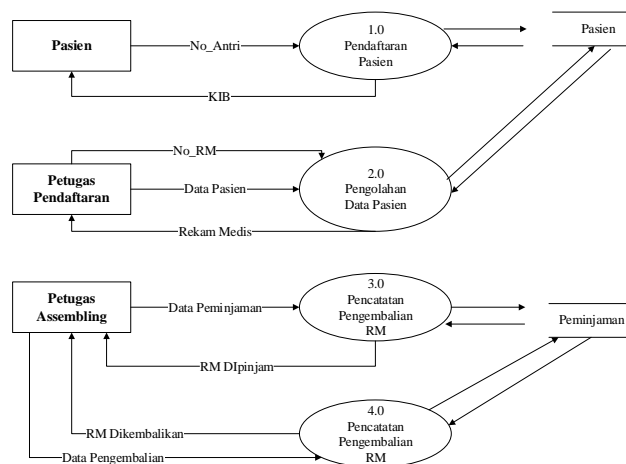 Pasien
No_Antri
1.0
Pendaftaran
Pasien
Pasien
KIB
No_RM
Petugas
Pendaftaran
Data Pasien
2.0
Pengolahan
Data Pasien
Rekam Medis
Petugas
Assembling
Data Peminjaman
3.0
Pencatatan
Pengembalian
RM
Peminjaman
RM DIpinjam
RM Dikembalikan
4.0
Pencatatan
Pengembalian
RM
Data Pengembalian